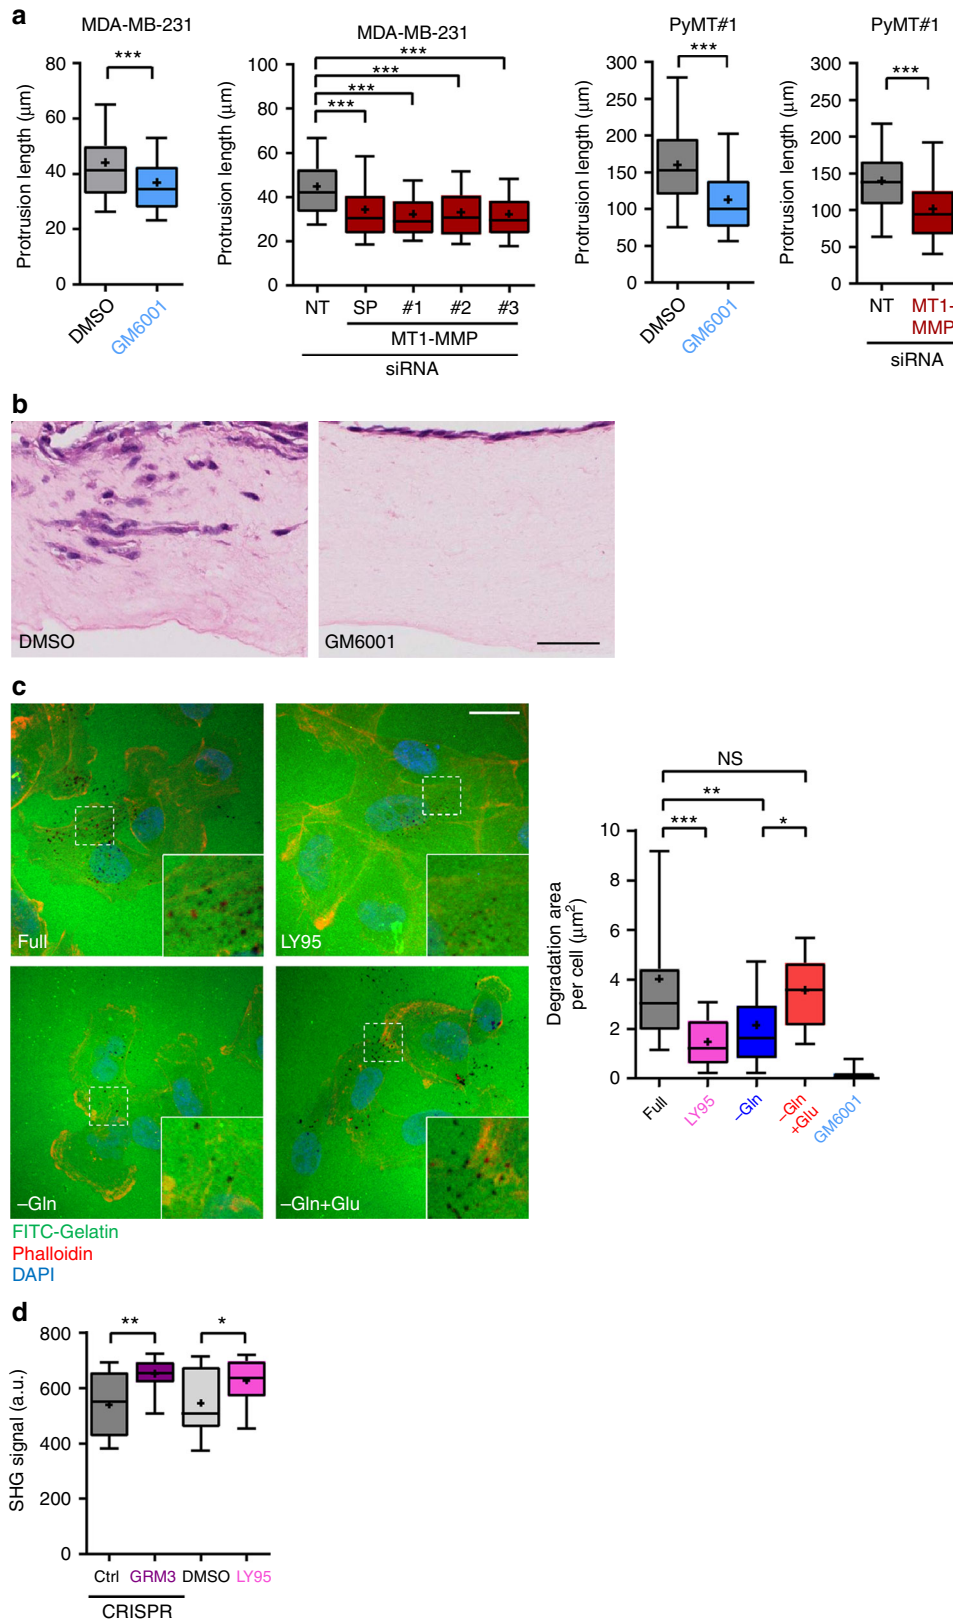 a
MDA-MB-231
MDA-MB-231
PyMT#1
PyMT#1
Protrusion length (μm)
80
60
40
20
0
***
DMSO
GM6001
Protrusion length (μm)
100
80
60
40
20
0
***
***
***
***
NT SP #1 #2 #3
MT1-MMP
siRNA
Protrusion length (μm)
300
250
200
150
100
50
0
***
DMSO
GM6001
Protrusion length (μm)
300
250
200
150
100
50
0
***
NT MT1-
MMP
siRNA
b
DMSO
GM6001
c
Full
LY95
–Gln
–Gln+Glu
FITC-Gelatin
Phalloidin
DAPI
Degradation area
per cell (μm2)
10
8
6
4
2
0
NS
**
***
*
Full
LY95
–Gln
–Gln
+Glu
GM6001
d
SHG signal (a.u.)
800
600
400
200
0
**
*
Ctrl GRM3 DMSO LY95
CRISPR